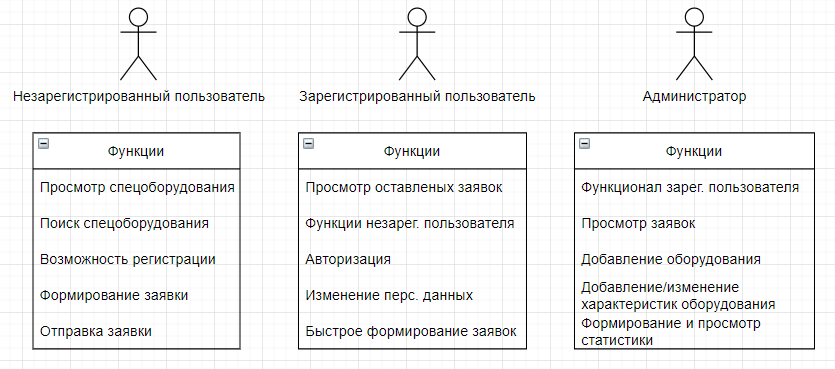 Незарегистрированный пользователь
Зарегистрированный пользователь
Администратор
Функции
Просмотр спецоборудования
Поиск спецоборудования
Возможность регистрации
Формирование заявки
Отправка заявки
Функции
Просмотр оставленых заявок
Функции незарег. пользователя
Авторизация
Изменение перс. данных
Быстрое формирование заявок
Функции
Функционал зарег. пользователя
Просмотр заявок
Добавление оборудования
Добавление/изменение
характеристик оборудования
Формирование и просмотр
статистики